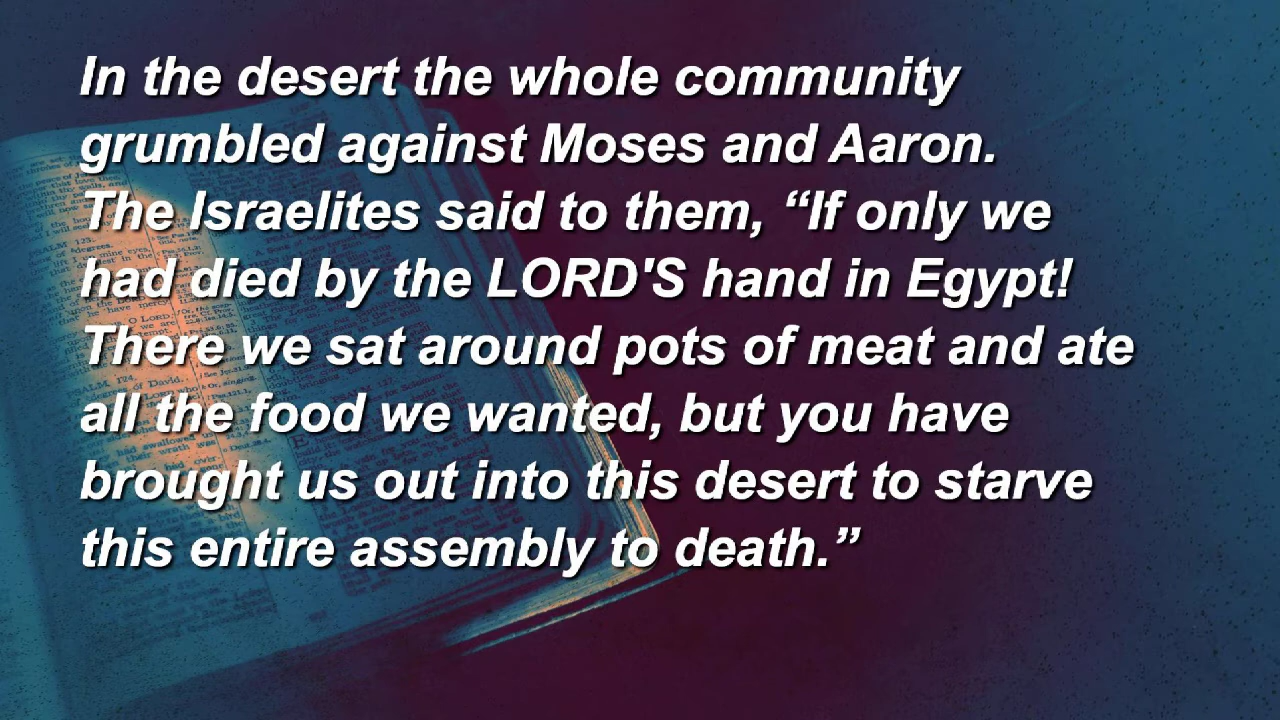 In the desert the whole community
grumbled against Moses and Aaron.
The Israelites said to them, “If only we
had died by the LORD'S hand in Egypt!
There we sat around pots of meat and ate
all the food we wanted, but you have
brought us out into this desert to starve
this entire assembly to death.”